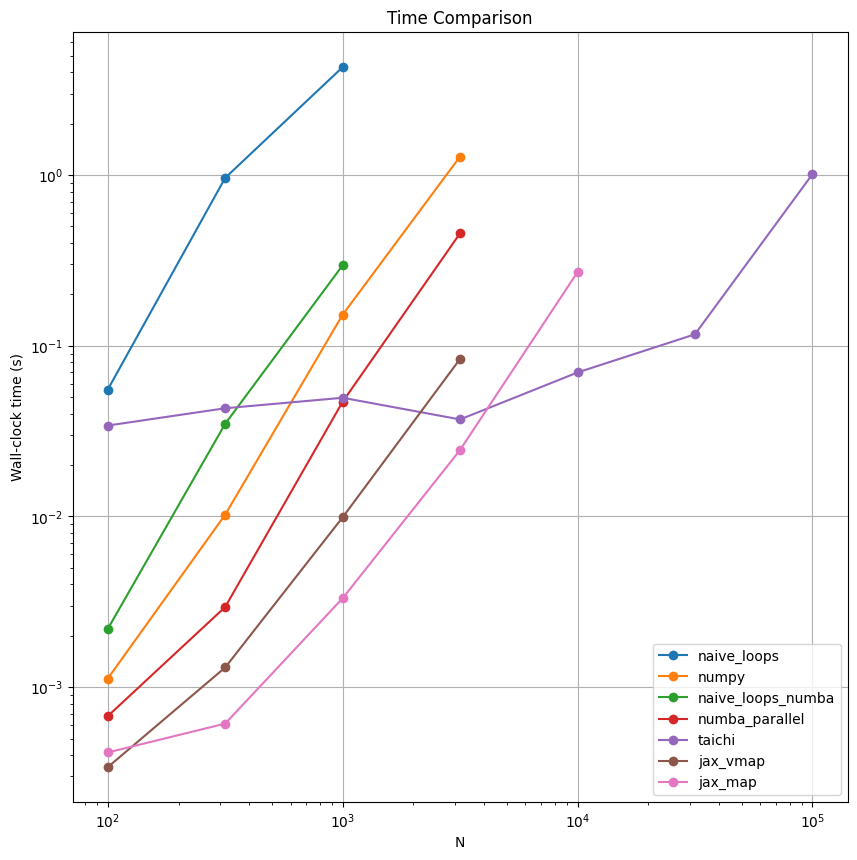 Time Comparison
Wall-clock time (s)
10⁰
10⁻¹
10⁻²
10⁻³
10²
10³
10⁴
10⁵
N
naive_loops
numpy
naive_loops_numba
numba_parallel
taichi
jax_vmap
jax_map